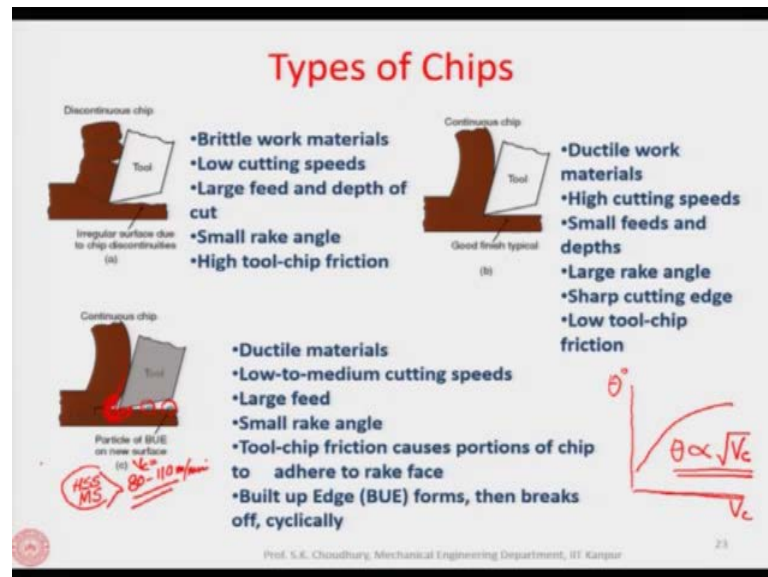 Types of Chips
Discontinuous chip
Tool
Irregular surface due
to chip discontinuities
(a)
•Brittle work materials
•Low cutting speeds
•Large feed and depth of
cut
•Small rake angle
•High tool-chip friction
Continuous chip
Tool
Good finish typical
(b)
•Ductile work
materials
•High cutting speeds
•Small feeds and
depths
•Large rake angle
•Sharp cutting edge
•Low tool-chip
friction
Continuous chip
Tool
Particle of BUE
on new surface
(c)
HSS
MS
Vc =
80-110 m/min
•Ductile materials
•Low-to-medium cutting speeds
•Large feed
•Small rake angle
•Tool-chip friction causes portions of chip
to adhere to rake face
•Built up Edge (BUE) forms, then breaks
off, cyclically
θ°
θ ∝ √Vc
Vc
Prof. S.K. Choudhury, Mechanical Engineering Department, IIT Kanpur
23